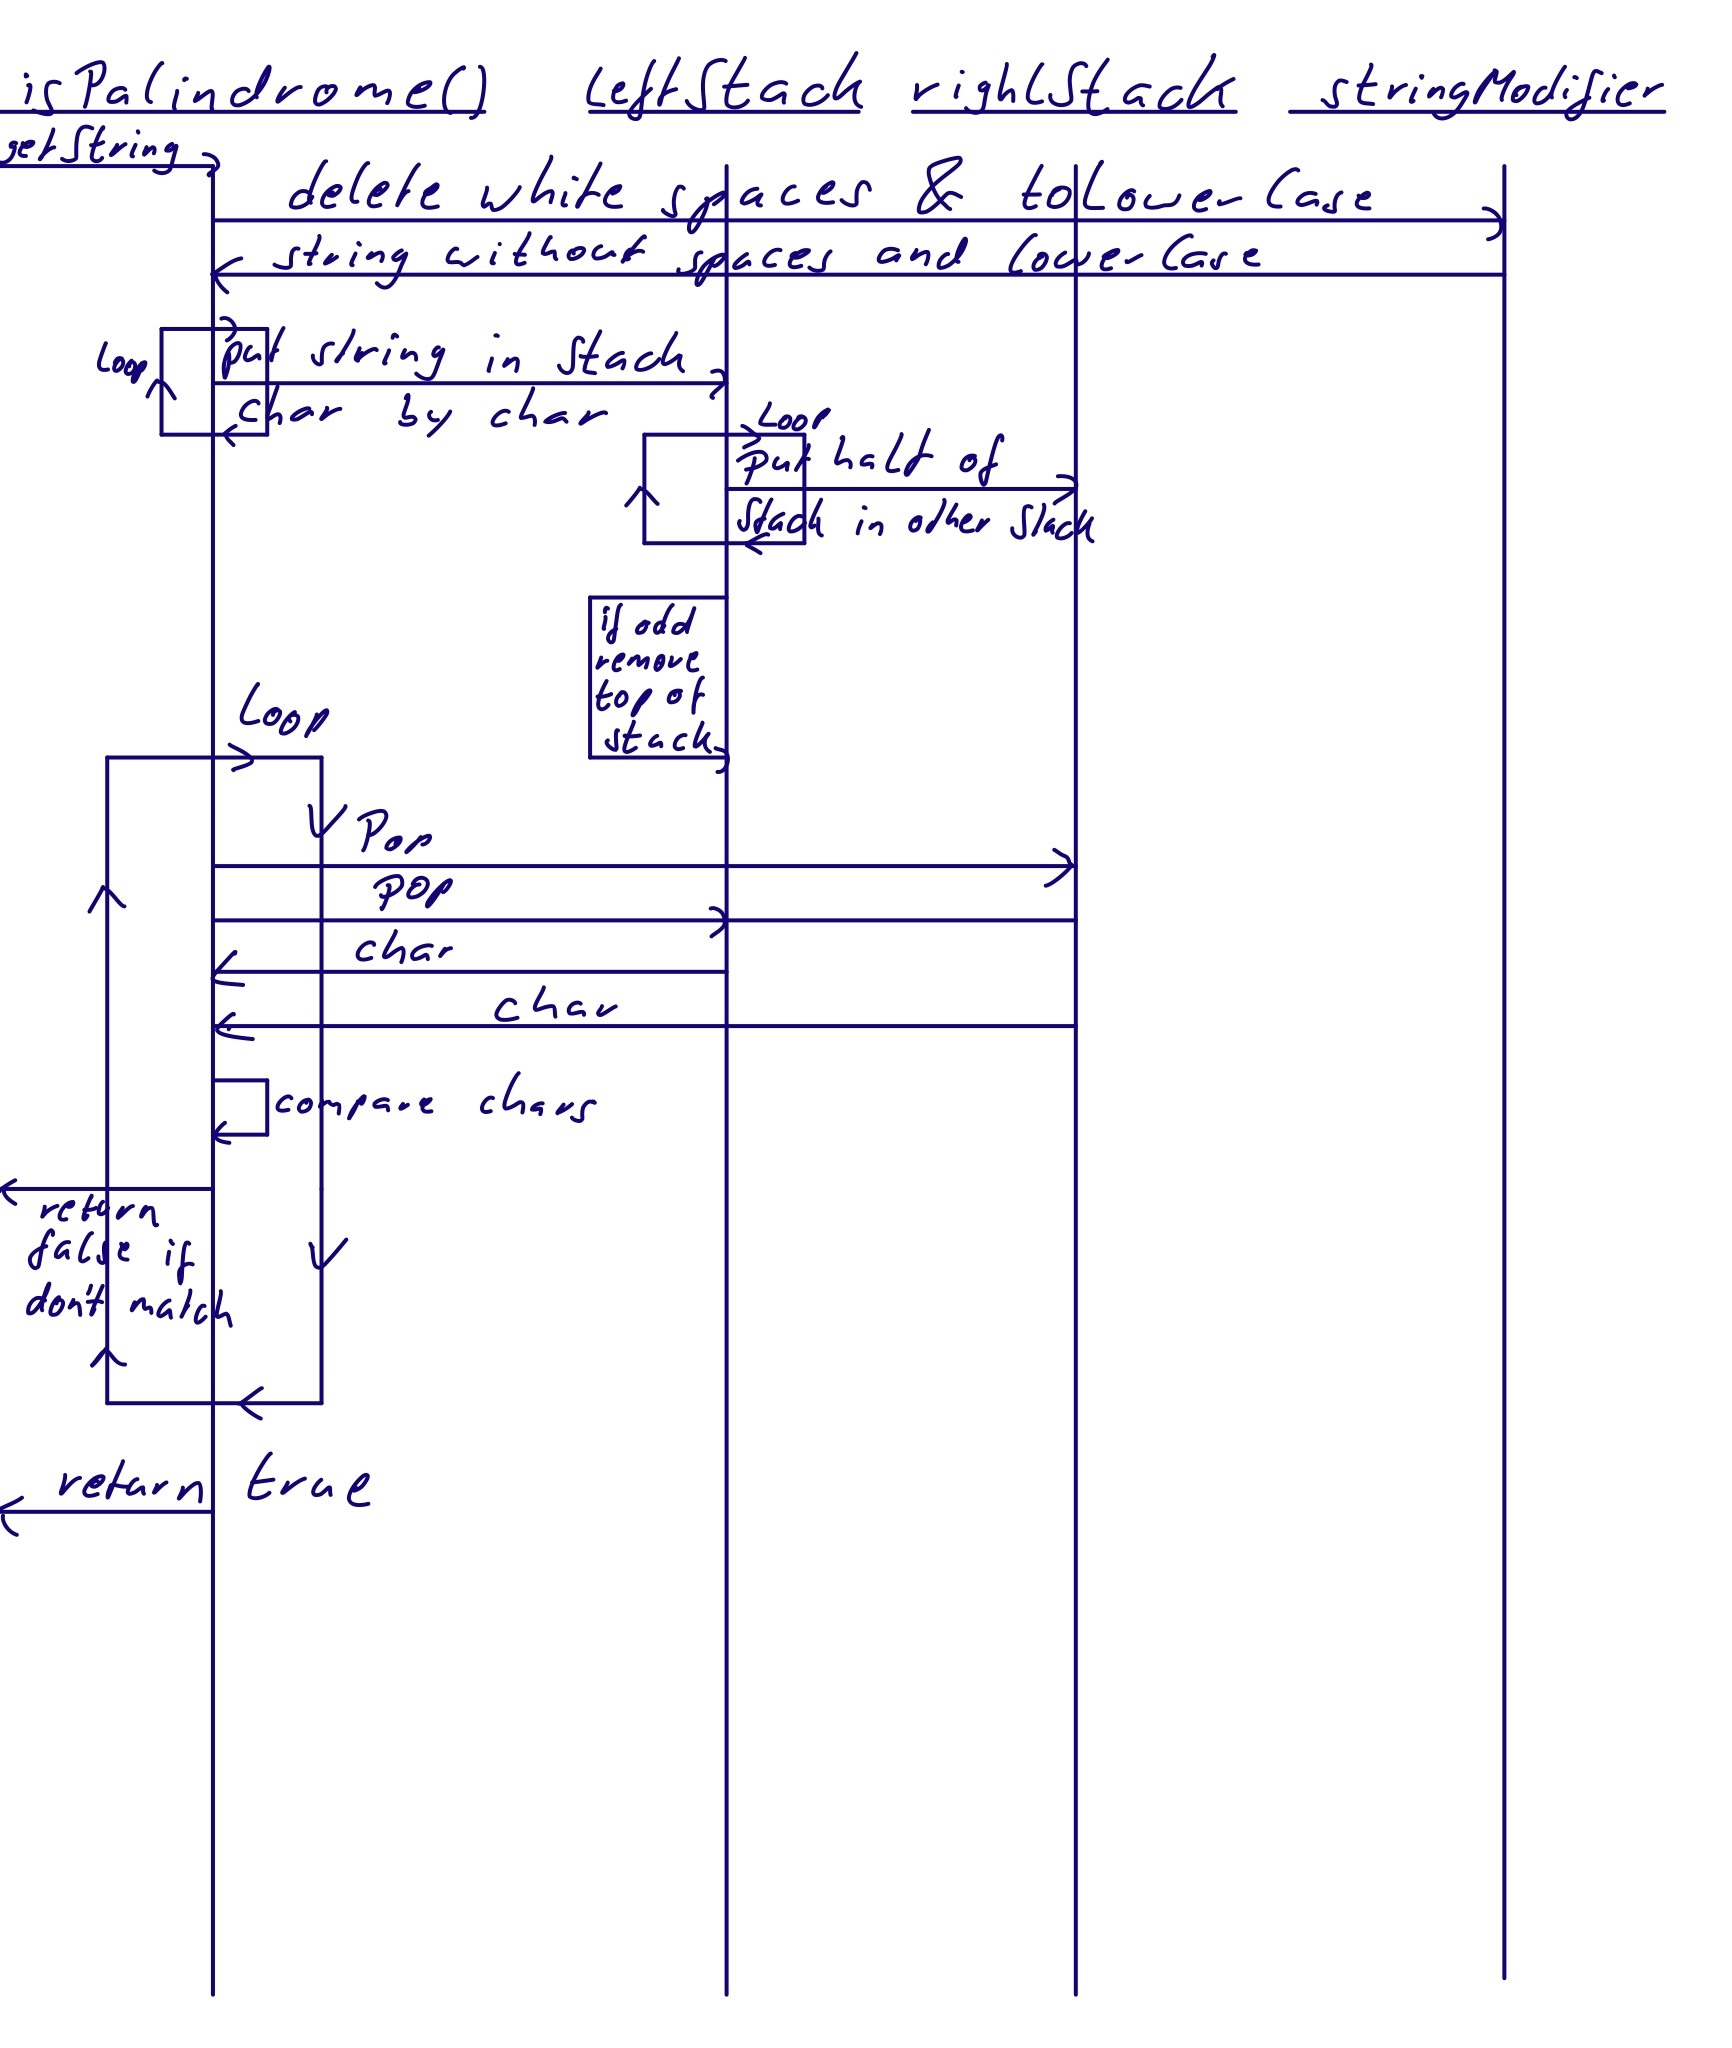 isPalindrome() LeftStack rightStack stringModifier
getString
delete white spaces & toLowerCase
string without spaces and lowerCase
Loop
put string in stack
char by char
Loop
put half of
stack in other stack
if odd
remove
top of
stack
Loop
Pop
pop
char
char
compare chars
return
false if
don't match
return true